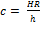 c = HR/h